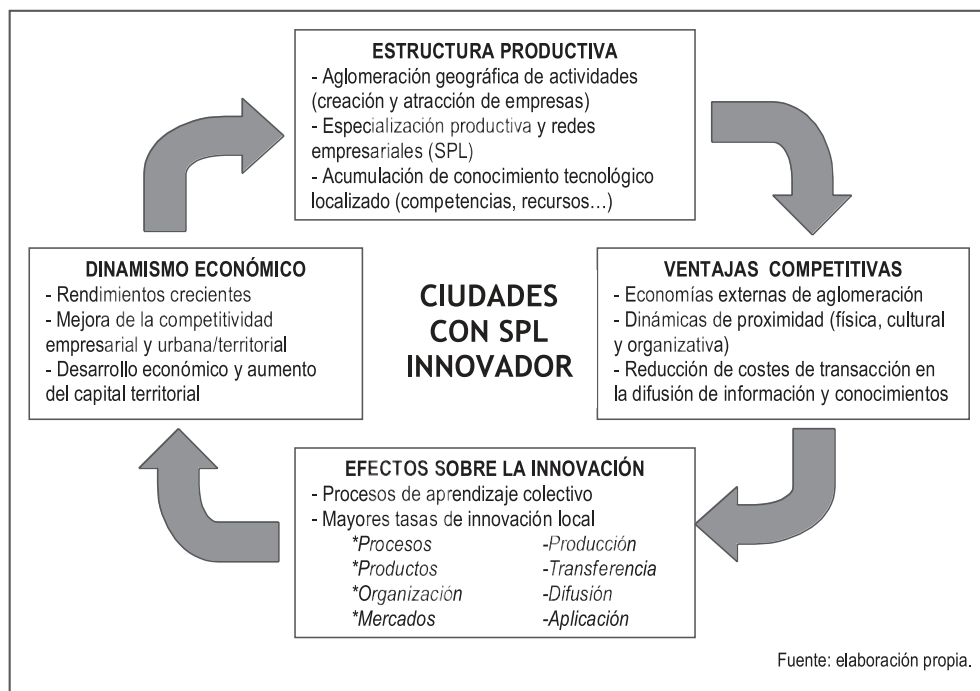 ESTRUCTURA PRODUCTIVA
- Aglomeración geográfica de actividades
(creación y atracción de empresas)
- Especialización productiva y redes
empresariales (SPL)
- Acumulación de conocimiento tecnológico
localizado (competencias, recursos…)
DINAMISMO ECONÓMICO
- Rendimientos crecientes
- Mejora de la competitividad
empresarial y urbana/territorial
- Desarrollo económico y aumento
del capital territorial
CIUDADES
CON SPL
INNOVADOR
VENTAJAS COMPETITIVAS
- Economías externas de aglomeración
- Dinámicas de proximidad (física, cultural
y organizativa)
- Reducción de costes de transacción en
la difusión de información y conocimientos
EFECTOS SOBRE LA INNOVACIÓN
- Procesos de aprendizaje colectivo
- Mayores tasas de innovación local
*Procesos -Producción
*Productos -Transferencia
*Organización -Difusión
*Mercados -Aplicación
Fuente: elaboración propia.